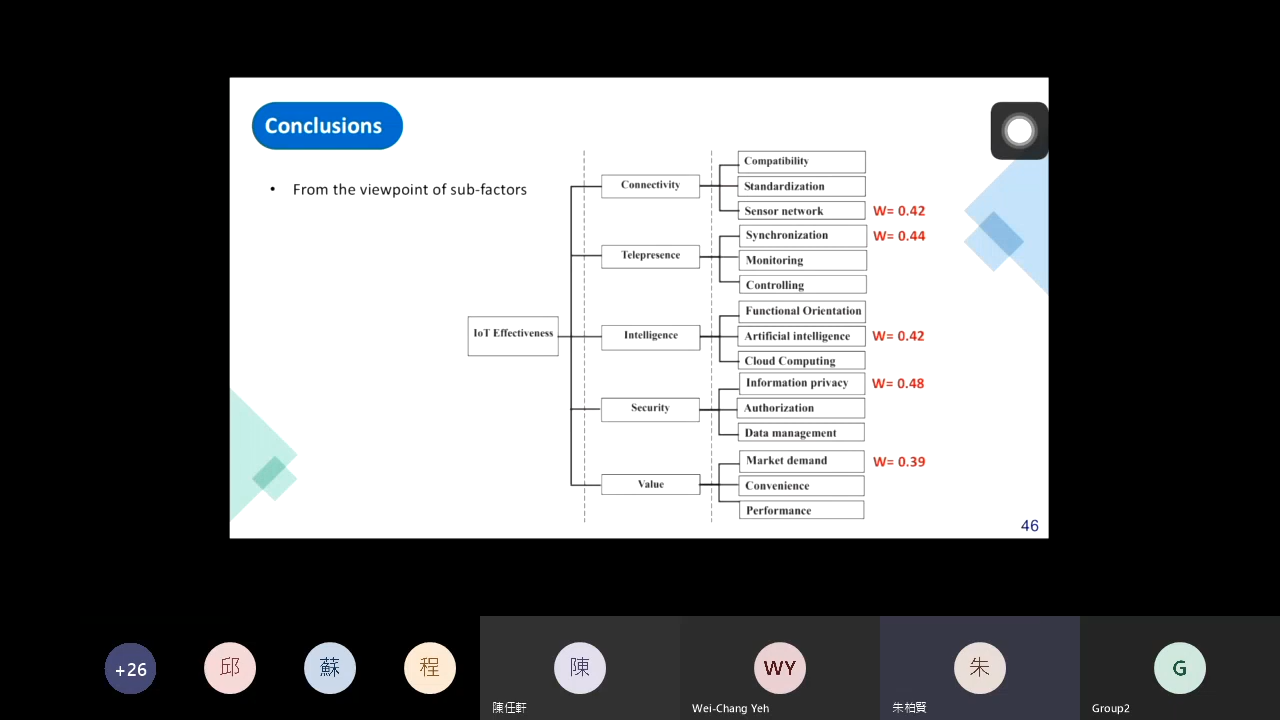 Conclusions
• From the viewpoint of sub-factors
IoT Effectiveness
Connectivity
Compatibility
Standardization
Sensor network W= 0.42
Telepresence
Synchronization W= 0.44
Monitoring
Controlling
Intelligence
Functional Orientation
Artificial intelligence W= 0.42
Cloud Computing
Security
Information privacy W= 0.48
Authorization
Data management
Value
Market demand W= 0.39
Convenience
Performance
46
+26
邱
蘇
程
陳
陳任軒
WY
Wei-Chang Yeh
朱
朱柏賢
G
Group2